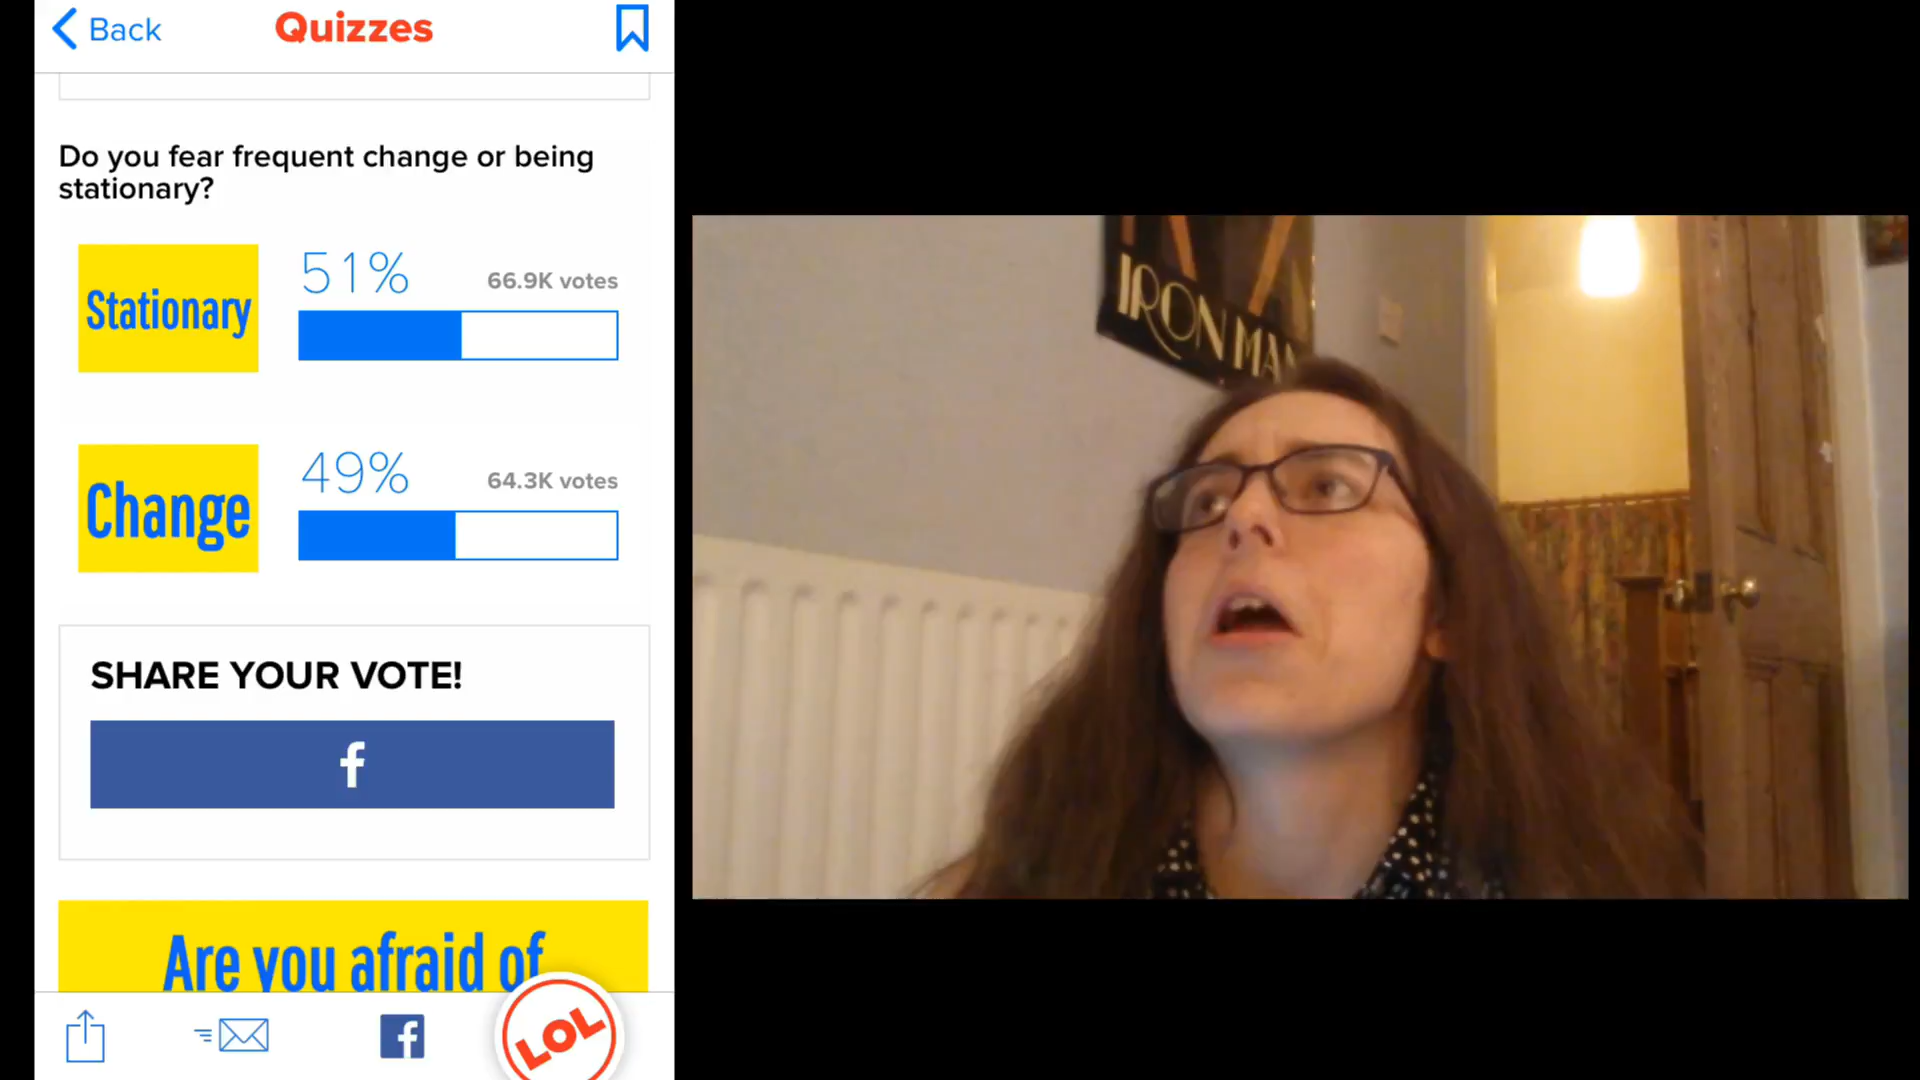 Back
Quizzes
Do you fear frequent change or being
stationary?
Stationary
51%
66.9K votes
Change
49%
64.3K votes
SHARE YOUR VOTE!
f
Are you afraid of
f
LOL
IRON MAN